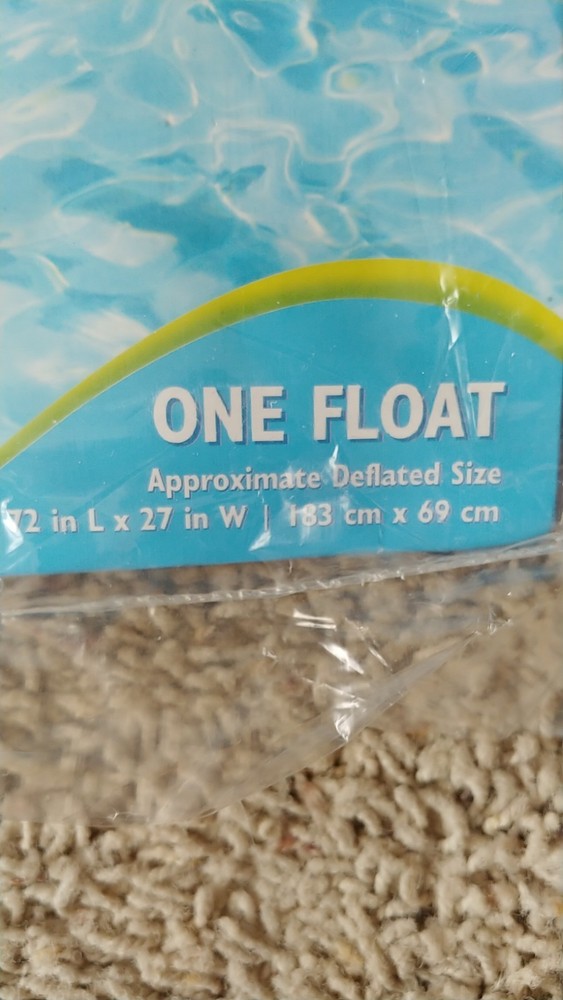 ONE FLOAT
Approximate Deflated Size
72 in L x 27 in W | 183 cm x 69 cm